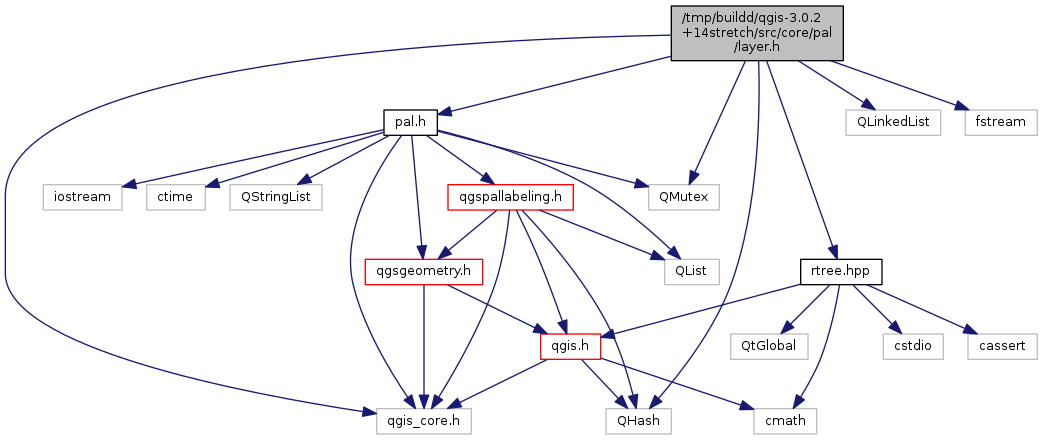 /tmp/buildd/qgis-3.0.2
+14stretch/src/core/pal
/layer.h
pal.h
QLinkedList
fstream
iostream
ctime
QStringList
qgspallabeling.h
QMutex
qgsgeometry.h
QList
rtree.hpp
qgis.h
QtGlobal
cstdio
cassert
qgis_core.h
QHash
cmath